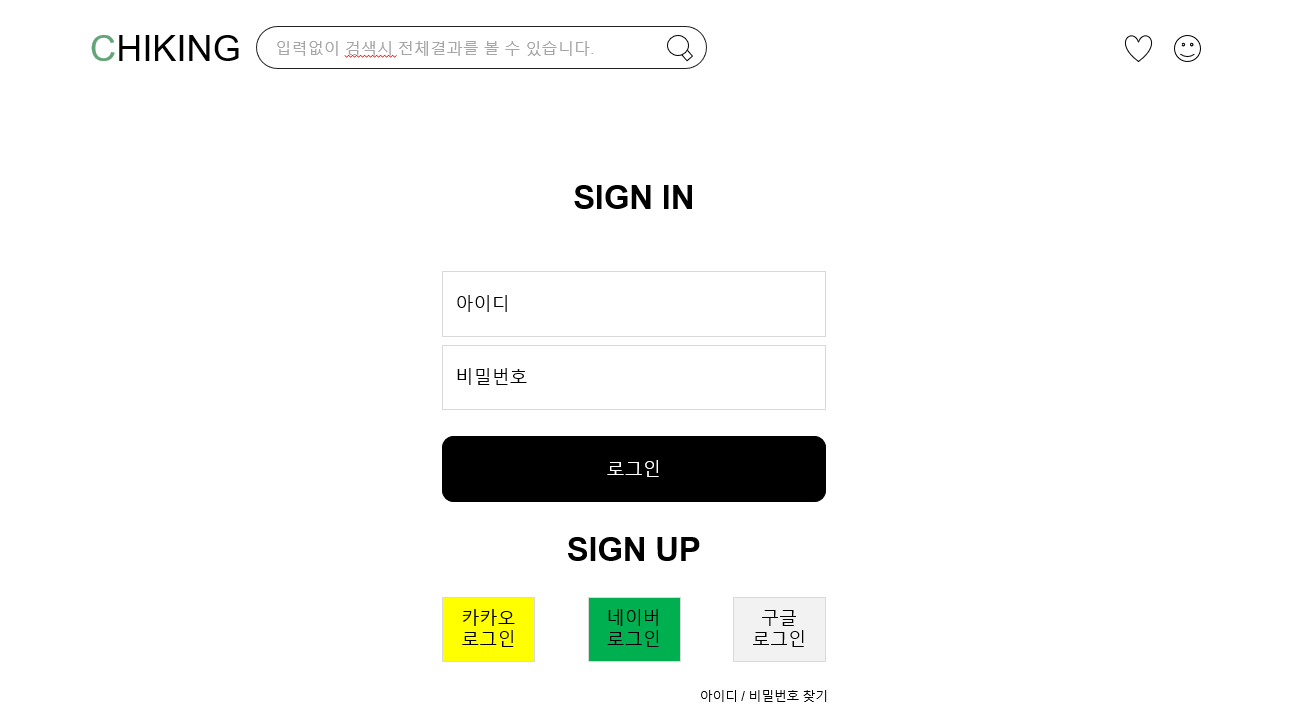 CHIKING
입력없이 검색시 전체결과를 볼 수 있습니다.
SIGN IN
아이디
비밀번호
로그인
SIGN UP
카카오
로그인
네이버
로그인
구글
로그인
아이디 / 비밀번호 찾기